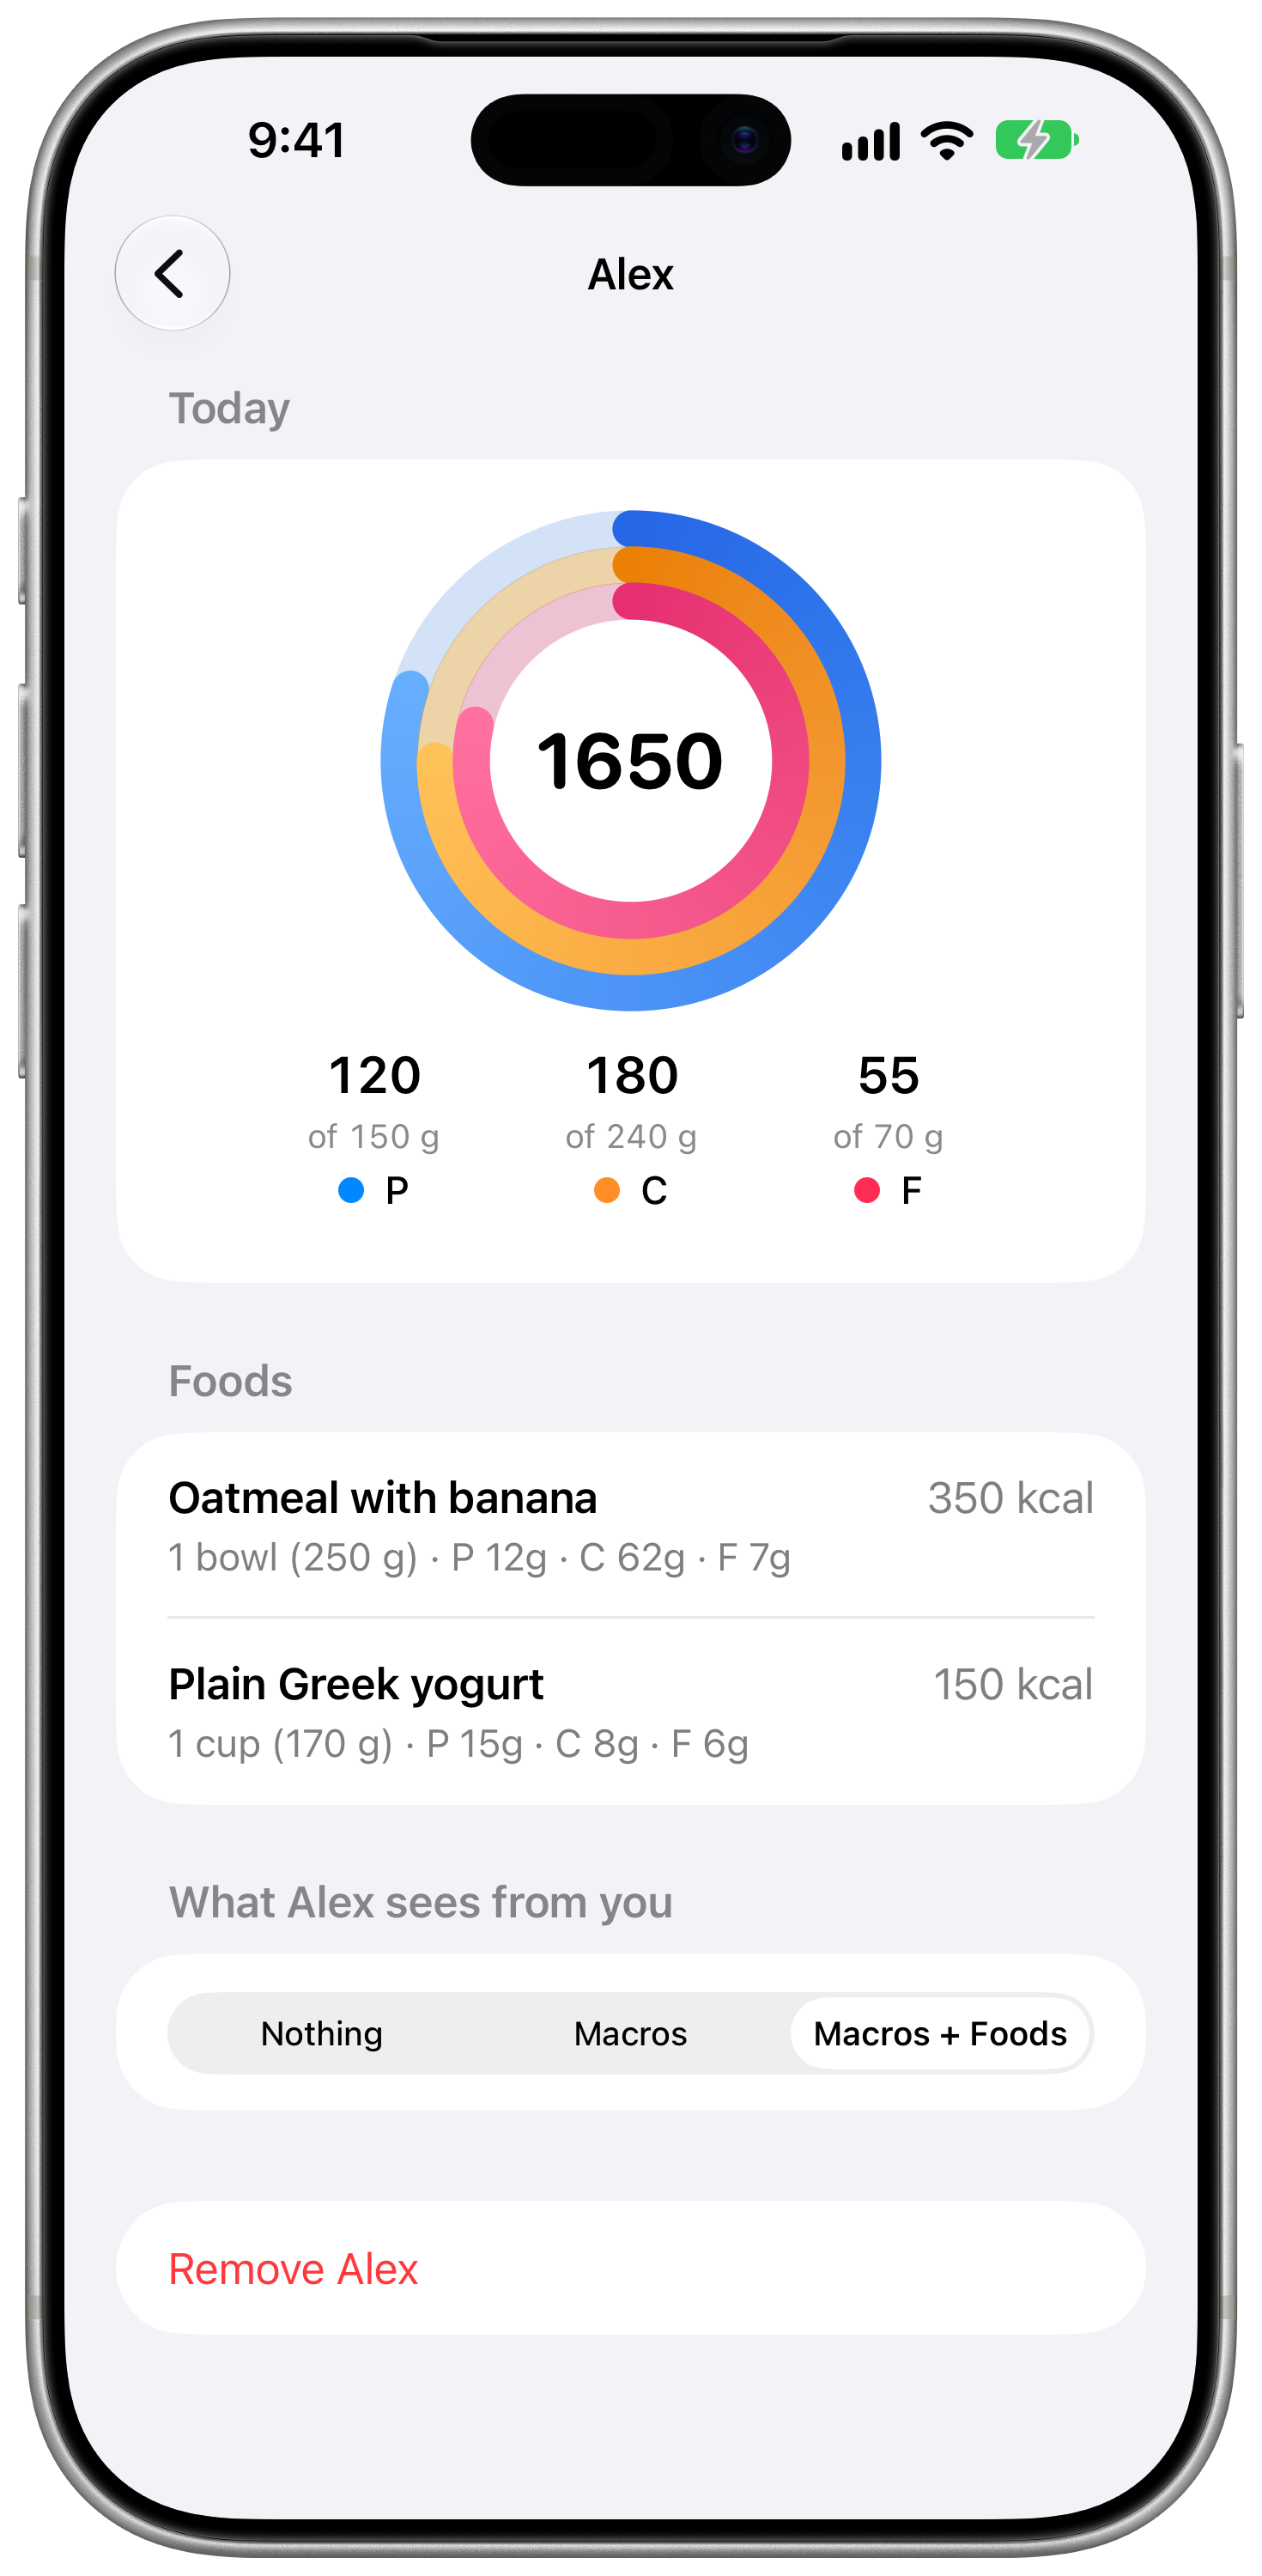 9:41
Alex
Today
1650
120 180 55
of 150 g of 240 g of 70 g
P C F
Foods
Oatmeal with banana 350 kcal
1 bowl (250 g) · P 12g · C 62g · F 7g
Plain Greek yogurt 150 kcal
1 cup (170 g) · P 15g · C 8g · F 6g
What Alex sees from you
Nothing Macros Macros + Foods
Remove Alex